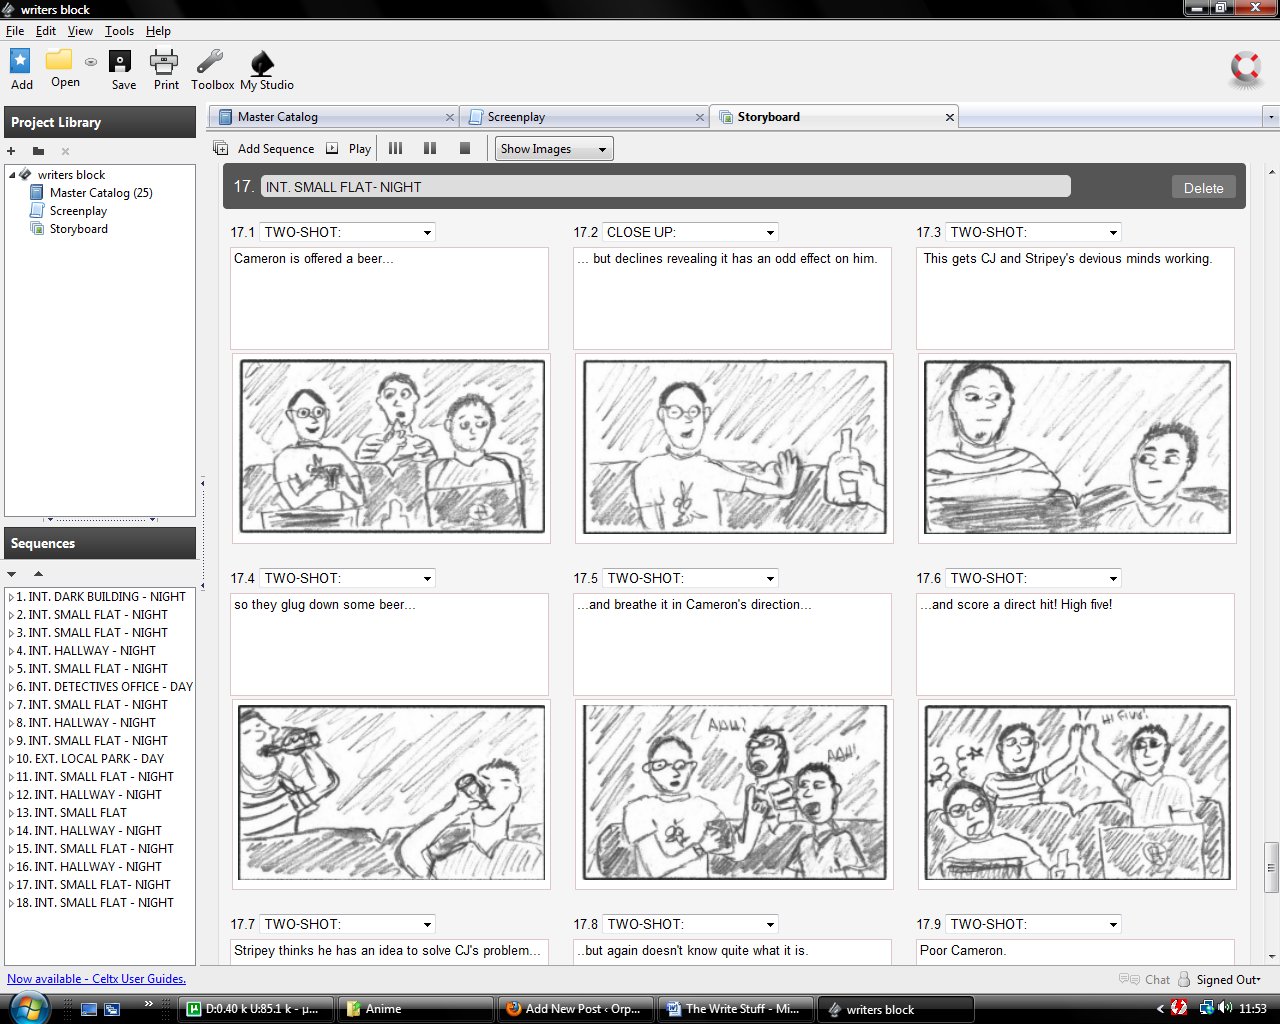 writers block
File Edit View Tools Help
Add Open Save Print Toolbox My Studio
Project Library
writers block
Master Catalog (25)
Screenplay
Storyboard
Sequences
1. INT. DARK BUILDING - NIGHT
2. INT. SMALL FLAT - NIGHT
3. INT. SMALL FLAT - NIGHT
4. INT. HALLWAY - NIGHT
5. INT. SMALL FLAT - NIGHT
6. INT. DETECTIVES OFFICE - DAY
7. INT. SMALL FLAT - NIGHT
8. INT. HALLWAY - NIGHT
9. INT. SMALL FLAT - NIGHT
10. EXT. LOCAL PARK - DAY
11. INT. SMALL FLAT - NIGHT
12. INT. HALLWAY - NIGHT
13. INT. SMALL FLAT
14. INT. HALLWAY - NIGHT
15. INT. SMALL FLAT - NIGHT
16. INT. HALLWAY - NIGHT
17. INT. SMALL FLAT- NIGHT
18. INT. SMALL FLAT - NIGHT
Master Catalog Screenplay Storyboard
Add Sequence Play Show Images
17. INT. SMALL FLAT- NIGHT Delete
17.1 TWO-SHOT: 17.2 CLOSE UP: 17.3 TWO-SHOT:
Cameron is offered a beer... ... but declines revealing it has an odd effect on him. This gets CJ and Stripey's devious minds working.
17.4 TWO-SHOT: 17.5 TWO-SHOT: 17.6 TWO-SHOT:
so they glug down some beer... ...and breathe it in Cameron's direction... ...and score a direct hit! High five!
AAH!
AAH!
HI FIVE!
17.7 TWO-SHOT: 17.8 TWO-SHOT: 17.9 TWO-SHOT:
Stripey thinks he has an idea to solve CJ's problem... ..but again doesn't know quite what it is. Poor Cameron.
Now available - Celtx User Guides. Chat Signed Out
D:0.40 k U:85.1 k - µ... Anime Add New Post ‹ Orp... The Write Stuff - Mi... writers block 11:53